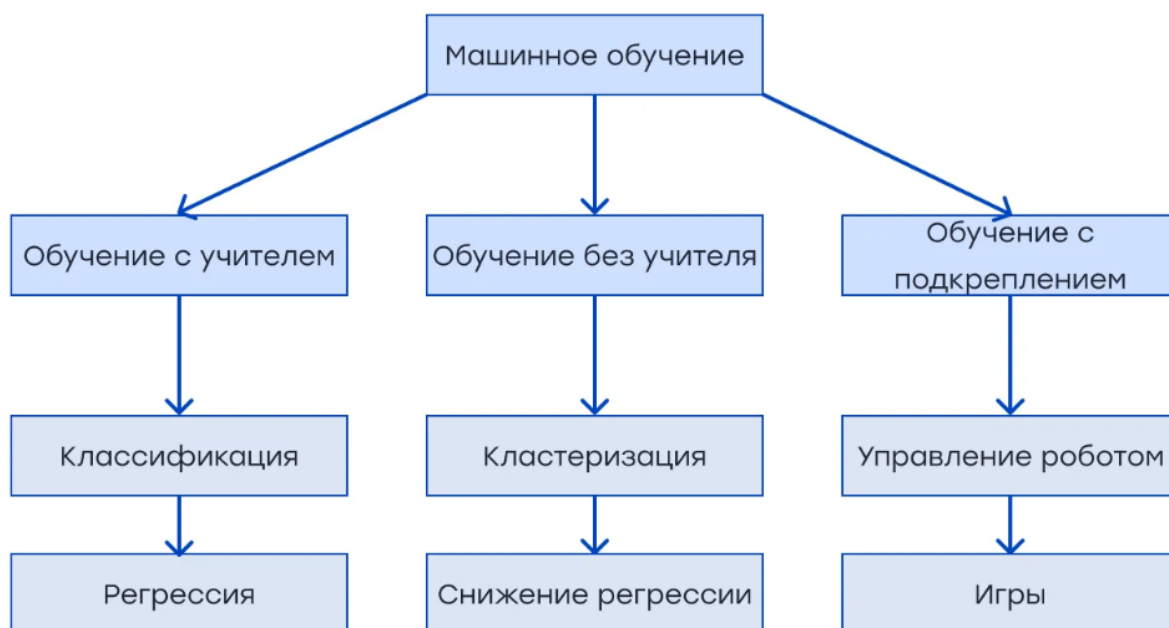 Машинное обучение
Обучение с учителем
Обучение без учителя
Обучение с
подкреплением
Классификация
Кластеризация
Управление роботом
Регрессия
Снижение регрессии
Игры